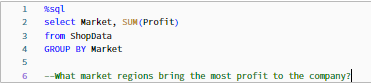 1 %sql
2 select Market, SUM(Profit)
3 from ShopData
4 GROUP BY Market
5
6 --What market regions bring the most profit to the company?